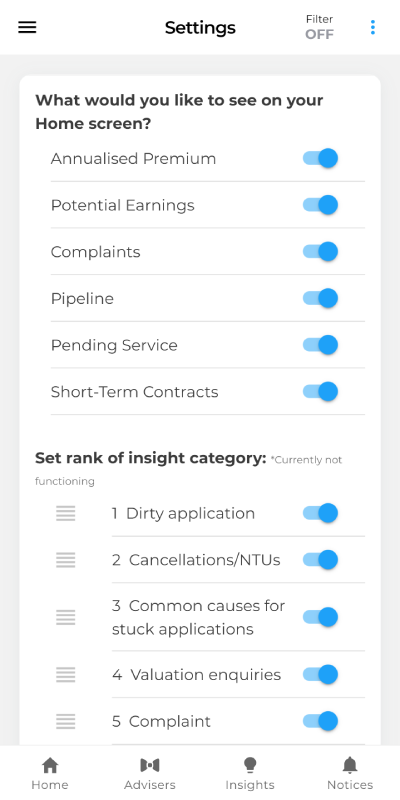 Settings
Filter
OFF
What would you like to see on your
Home screen?
Annualised Premium
Potential Earnings
Complaints
Pipeline
Pending Service
Short-Term Contracts
Set rank of insight category: *Currently not
functioning
1 Dirty application
2 Cancellations/NTUs
3 Common causes for
stuck applications
4 Valuation enquiries
5 Complaint
Home Advisers Insights Notices